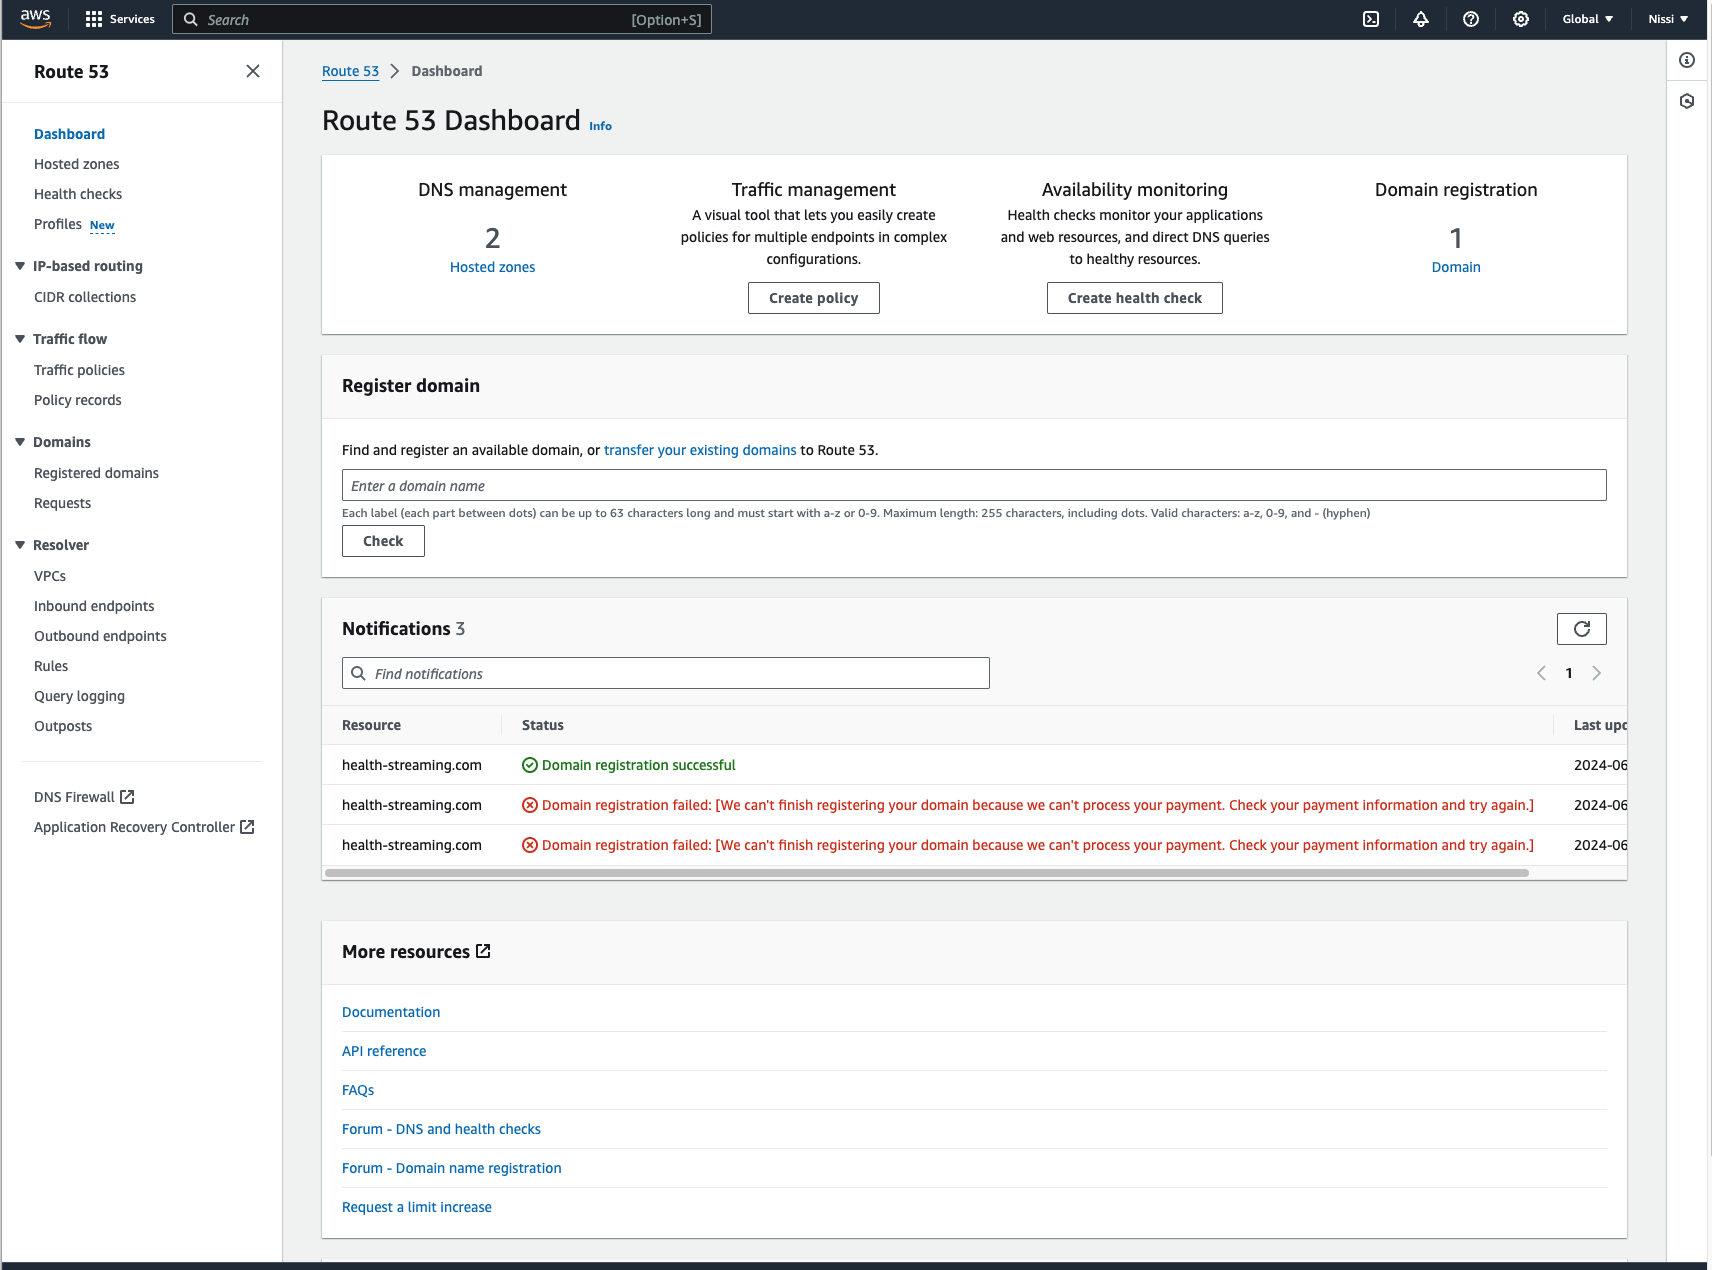 aws
Services
Search
[Option+S]
Global
Nissi
Route 53
Dashboard
Hosted zones
Health checks
Profiles New
IP-based routing
CIDR collections
Traffic flow
Traffic policies
Policy records
Domains
Registered domains
Requests
Resolver
VPCs
Inbound endpoints
Outbound endpoints
Rules
Query logging
Outposts
DNS Firewall
Application Recovery Controller
Route 53 > Dashboard
Route 53 Dashboard Info
DNS management
2
Hosted zones
Traffic management
A visual tool that lets you easily create
policies for multiple endpoints in complex
configurations.
Create policy
Availability monitoring
Health checks monitor your applications
and web resources, and direct DNS queries
to healthy resources.
Create health check
Domain registration
1
Domain
Register domain
Find and register an available domain, or transfer your existing domains to Route 53.
Enter a domain name
Each label (each part between dots) can be up to 63 characters long and must start with a-z or 0-9. Maximum length: 255 characters, including dots. Valid characters: a-z, 0-9, and - (hyphen)
Check
Notifications 3
Find notifications
1
Resource Status Last upd
health-streaming.com Domain registration successful 2024-06
health-streaming.com Domain registration failed: [We can't finish registering your domain because we can't process your payment. Check your payment information and try again.] 2024-06
health-streaming.com Domain registration failed: [We can't finish registering your domain because we can't process your payment. Check your payment information and try again.] 2024-06
More resources
Documentation
API reference
FAQs
Forum - DNS and health checks
Forum - Domain name registration
Request a limit increase